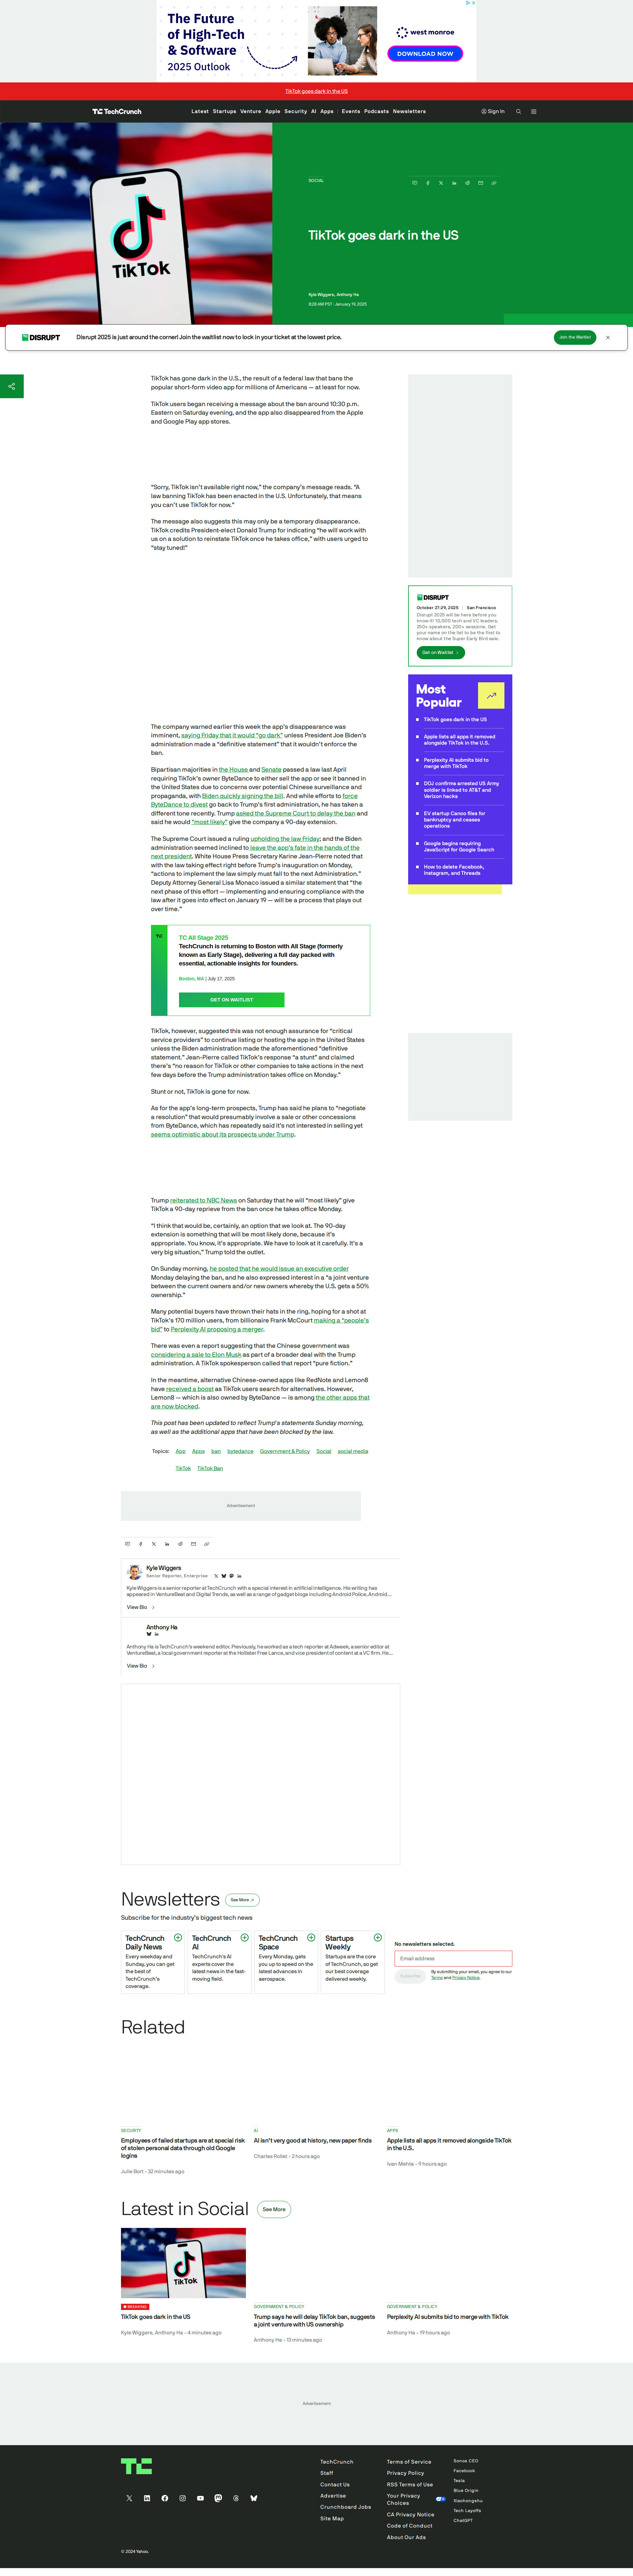 The Future
of High-Tech
& Software
2025 Outlook
west monroe
DOWNLOAD NOW
TikTok goes dark in the US
TechCrunch
Latest Startups Venture Apple Security AI Apps Events Podcasts Newsletters
Sign In
TikTok
SOCIAL
TikTok goes dark in the US
Kyle Wiggers, Anthony Ha
8:28 AM PST · January 19, 2025
DISRUPT
Disrupt 2025 is just around the corner! Join the waitlist now to lock in your ticket at the lowest price.
Join the Waitlist
TikTok has gone dark in the U.S., the result of a federal law that bans the
popular short-form video app for millions of Americans — at least for now.
TikTok users began receiving a message about the ban around 10:30 p.m.
Eastern on Saturday evening, and the app also disappeared from the Apple
and Google Play app stores.
“Sorry, TikTok isn’t available right now,” the company’s message reads. “A
law banning TikTok has been enacted in the U.S. Unfortunately, that means
you can’t use TikTok for now.”
The message also suggests this may only be a temporary disappearance.
TikTok credits President-elect Donald Trump for indicating “he will work with
us on a solution to reinstate TikTok once he takes office,” with users urged to
“stay tuned!”
The company warned earlier this week the app’s disappearance was
imminent, saying Friday that it would “go dark” unless President Joe Biden’s
administration made a “definitive statement” that it wouldn’t enforce the
ban.
Bipartisan majorities in the House and Senate passed a law last April
requiring TikTok’s owner ByteDance to either sell the app or see it banned in
the United States, due to concerns over potential Chinese surveillance and
propaganda, with Biden quickly signing the bill. And while efforts to force
ByteDance to divest go back to Trump’s first administration, he’s taken a
different tone recently. Trump asked the Supreme Court to delay the ban and
said he would “most likely” give the company a 90-day extension.
The Supreme Court issued a ruling upholding the law Friday; and the Biden
administration seemed inclined to leave the app’s fate in the hands of the
next president. White House Press Secretary Karine Jean-Pierre noted that
with the law taking effect right before Trump’s inauguration on Monday,
“actions to implement the law simply must fall to the next Administration.”
Deputy Attorney General Lisa Monaco issued a similar statement that “the
next phase of this effort — implementing and ensuring compliance with the
law after it goes into effect on January 19 — will be a process that plays out
over time.”
TC All Stage 2025
TechCrunch is returning to Boston with All Stage (formerly
known as Early Stage), delivering a full day packed with
essential, actionable insights for founders.
Boston, MA | July 17, 2025
GET ON WAITLIST
TikTok, however, suggested this was not enough assurance for “critical
service providers” to continue listing or hosting the app in the United States
unless the Biden administration made the aforementioned “definitive
statement.” Jean-Pierre called TikTok’s response “a stunt” and claimed
there’s “no reason for TikTok or other companies to take actions in the next
few days before the Trump administration takes office on Monday.”
Stunt or not, TikTok is gone for now.
As for the app’s long-term prospects, Trump has said he plans to “negotiate
a resolution” that would presumably involve a sale or other concessions
from ByteDance, which has repeatedly said it’s not interested in selling yet
seems optimistic about its prospects under Trump.
Trump reiterated to NBC News on Saturday that he will “most likely” give
TikTok a 90-day reprieve from the ban once he takes office Monday.
“I think that would be, certainly, an option that we look at. The 90-day
extension is something that will be most likely done, because it’s
appropriate. You know, it’s appropriate. We have to look at it carefully. It’s a
very big situation,” Trump told the outlet.
On Sunday morning, he posted that he would issue an executive order
Monday delaying the ban, and he also expressed interest in a “joint venture
between the current owners and/or new owners whereby the U.S. gets a 50%
ownership.”
Many potential buyers have thrown their hats in the ring, hoping for a shot at
TikTok’s 170 million users, from billionaire Frank McCourt making a “people’s
bid” to Perplexity AI proposing a merger.
There was even a report suggesting that the Chinese government was
considering a sale to Elon Musk as part of a broader deal with the Trump
administration. A TikTok spokesperson called that report “pure fiction.”
In the meantime, alternative Chinese-owned apps like RedNote and Lemon8
have received a boost as TikTok users search for alternatives. However,
Lemon8 — which is also owned by ByteDance — is among the other apps that
are now blocked.
This post has been updated to reflect Trump’s statements Sunday morning,
as well as the additional apps that have been blocked by the law.
Topics: App Apps ban bytedance Government & Policy Social social media
TikTok TikTok Ban
DISRUPT
October 27-29, 2025 | San Francisco
Disrupt 2025 will be here before you
know it! 10,000 tech and VC leaders,
250+ speakers, 200+ sessions. Get
your name on the list to be the first to
know about the Super Early Bird sale.
Get on Waitlist
Most
Popular
TikTok goes dark in the US
Apple lists all apps it removed
alongside TikTok in the U.S.
Perplexity AI submits bid to
merge with TikTok
DOJ confirms arrested US Army
soldier is linked to AT&T and
Verizon hacks
EV startup Canoo files for
bankruptcy and ceases
operations
Google begins requiring
JavaScript for Google Search
How to delete Facebook,
Instagram, and Threads
Advertisement
Kyle Wiggers
Senior Reporter, Enterprise
Kyle Wiggers is a senior reporter at TechCrunch with a special interest in artificial intelligence. His writing has
appeared in VentureBeat and Digital Trends, as well as a range of gadget blogs including Android Police, Android...
View Bio
Anthony Ha
Anthony Ha is TechCrunch’s weekend editor. Previously, he worked as a tech reporter at Adweek, a senior editor at
VentureBeat, a local government reporter at the Hollister Free Lance, and vice president of content at a VC firm. He...
View Bio
Newsletters
See More
Subscribe for the industry’s biggest tech news
TechCrunch
Daily News
Every weekday and
Sunday, you can get
the best of
TechCrunch’s
coverage.
TechCrunch
AI
TechCrunch's AI
experts cover the
latest news in the fast-
moving field.
TechCrunch
Space
Every Monday, gets
you up to speed on the
latest advances in
aerospace.
Startups
Weekly
Startups are the core
of TechCrunch, so get
our best coverage
delivered weekly.
No newsletters selected.
Email address
Subscribe
By submitting your email, you agree to our
Terms and Privacy Notice.
Related
SECURITY
Employees of failed startups are at special risk
of stolen personal data through old Google
logins
Julie Bort - 32 minutes ago
AI
AI isn’t very good at history, new paper finds
Charles Rollet - 2 hours ago
APPS
Apple lists all apps it removed alongside TikTok
in the U.S.
Ivan Mehta - 9 hours ago
Latest in Social
See More
TikTok
BREAKING
TikTok goes dark in the US
Kyle Wiggers, Anthony Ha - 4 minutes ago
GOVERNMENT & POLICY
Trump says he will delay TikTok ban, suggests
a joint venture with US ownership
Anthony Ha - 13 minutes ago
GOVERNMENT & POLICY
Perplexity AI submits bid to merge with TikTok
Anthony Ha - 19 hours ago
Advertisement
TechCrunch
Staff
Contact Us
Advertise
Crunchboard Jobs
Site Map
Terms of Service
Privacy Policy
RSS Terms of Use
Your Privacy
Choices
CA Privacy Notice
Code of Conduct
About Our Ads
Sonos CEO
Facebook
Tesla
Blue Origin
Xiaohongshu
Tech Layoffs
ChatGPT
© 2024 Yahoo.